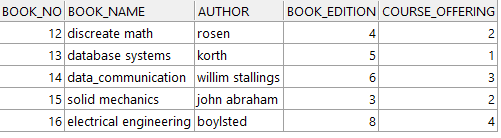 BOOK_NO BOOK_NAME AUTHOR BOOK_EDITION COURSE_OFFERING
12 discreate math rosen 4 2
13 database systems korth 5 1
14 data_communication willim stallings 6 3
15 solid mechanics john abraham 3 2
16 electrical engineering boylsted 8 4